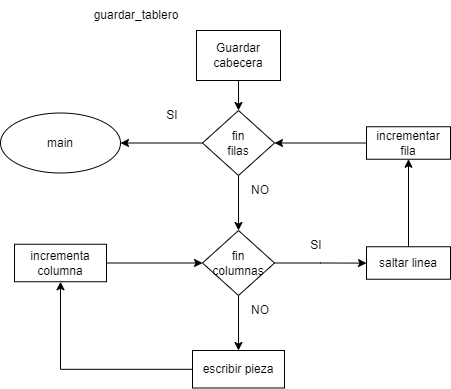 guardar_tablero
Guardar
cabecera
SI
fin
filas
main
incrementar
fila
NO
SI
fin
columnas
incrementa
columna
saltar linea
NO
escribir pieza